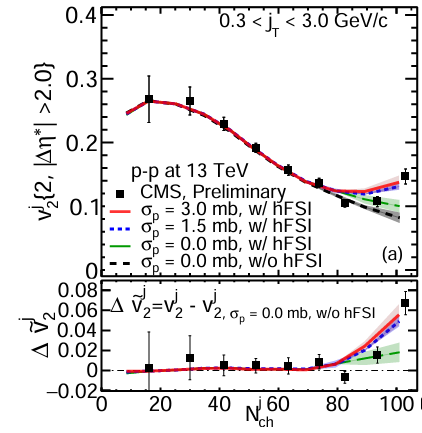 0.3 < j_T < 3.0 GeV/c
0.4
0.3
0.2
0.1
0
v_2^j{2, |Δη*| >2.0}
p-p at 13 TeV
CMS, Preliminary
σ_p = 3.0 mb, w/ hFSI
σ_p = 1.5 mb, w/ hFSI
σ_p = 0.0 mb, w/ hFSI
σ_p = 0.0 mb, w/o hFSI
(a)
0.08
0.06
0.04
0.02
0
−0.02
Δ ṽ_2^j
Δ ṽ_2^j=v_2^j - v_2^j, σ_p = 0.0 mb, w/o hFSI
0 20 40 60 80 100
N_ch^j